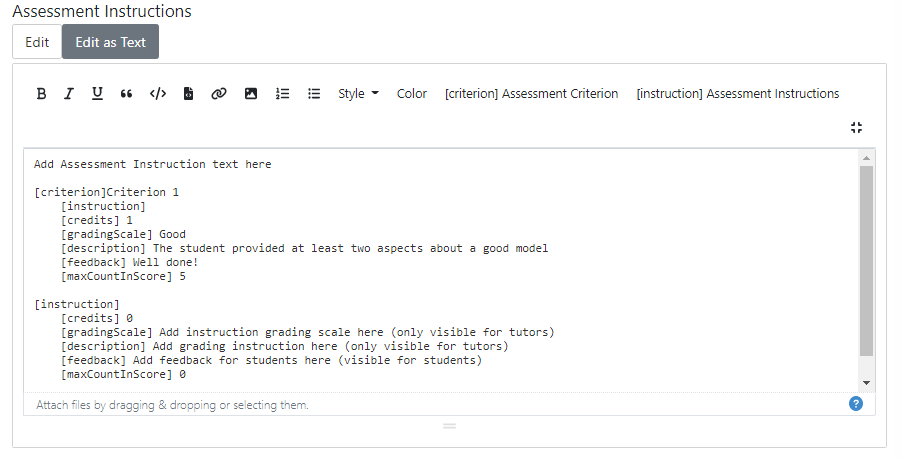 Assessment Instructions
Edit Edit as Text
B I U Style Color [criterion] Assessment Criterion [instruction] Assessment Instructions
Add Assessment Instruction text here
[criterion]Criterion 1
[instruction]
[credits] 1
[gradingScale] Good
[description] The student provided at least two aspects about a good model
[feedback] Well done!
[maxCountInScore] 5
[instruction]
[credits] 0
[gradingScale] Add instruction grading scale here (only visible for tutors)
[description] Add grading instruction here (only visible for tutors)
[feedback] Add feedback for students here (visible for students)
[maxCountInScore] 0
Attach files by dragging & dropping or selecting them.